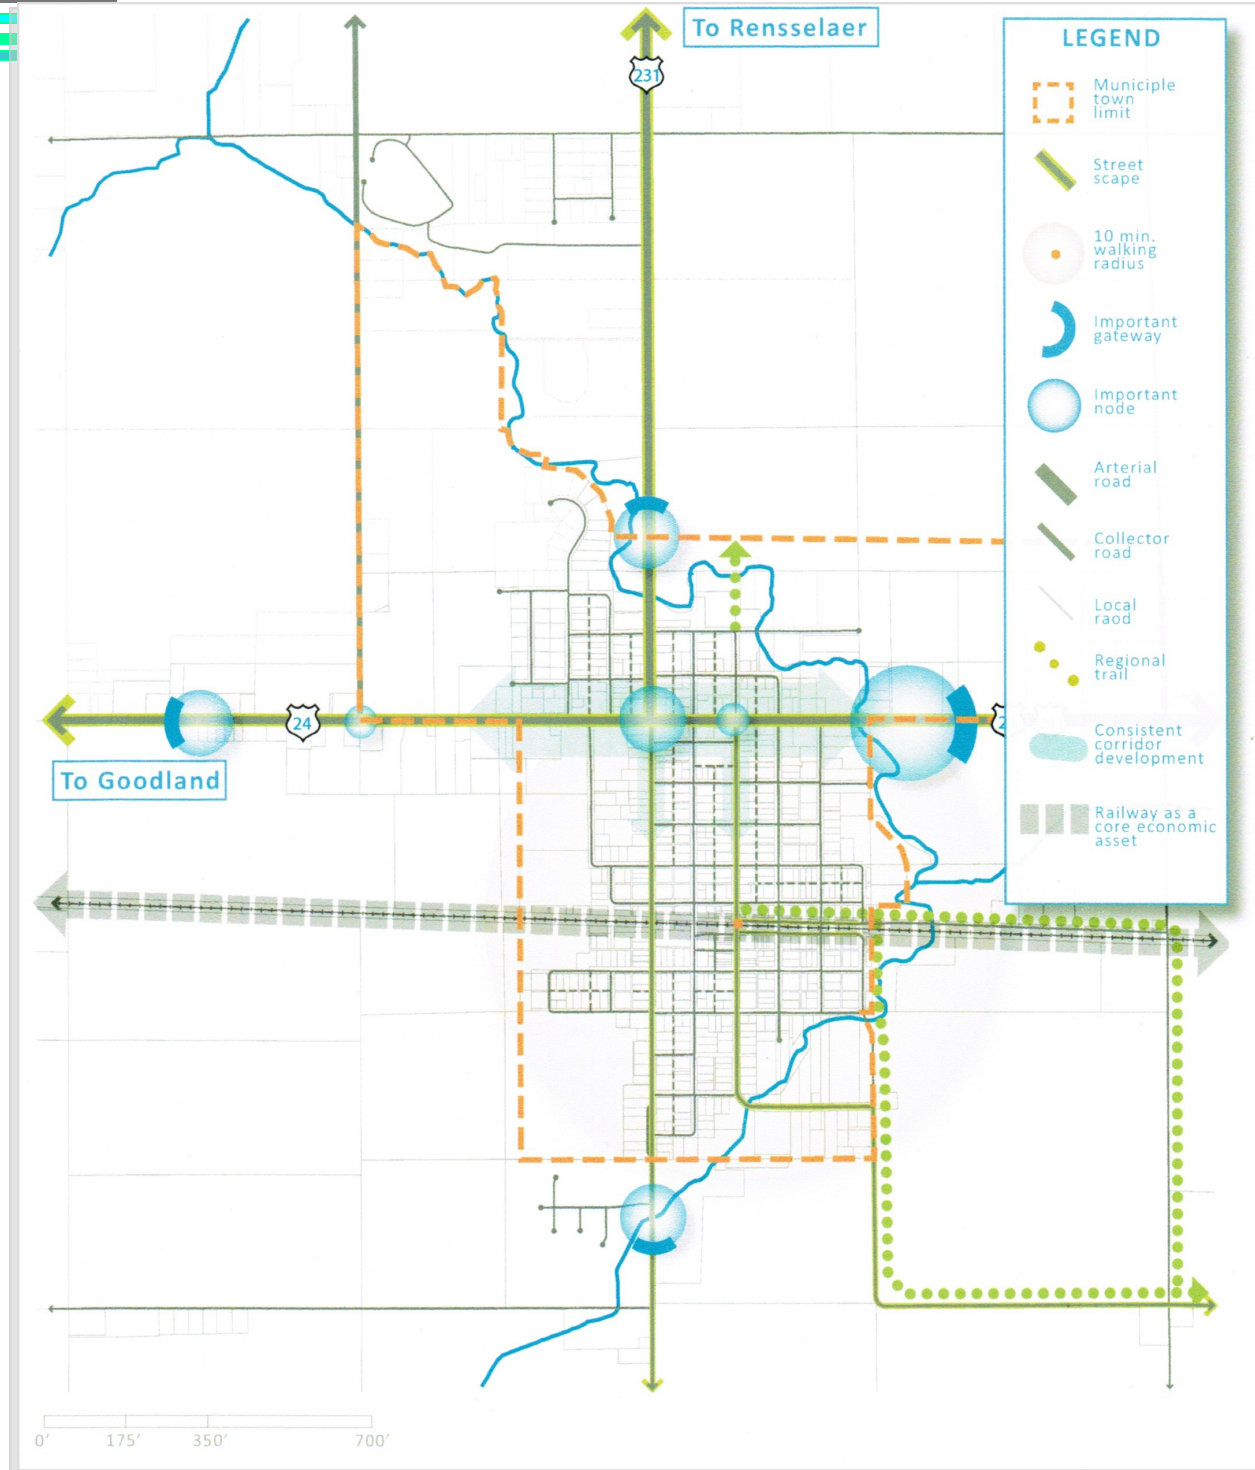 To Rensselaer
231
LEGEND
Municiple
town
limit
Street
scape
10 min.
walking
radius
Important
gateway
Important
node
Arterial
road
Collector
road
Local
raod
Regional
trail
Consistent
corridor
development
Railway as a
core economic
asset
24
2
To Goodland
0′ 175′ 350′ 700′